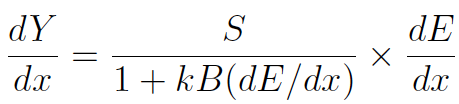 dY/dx = S/(1 + kB(dE/dx)) × dE/dx